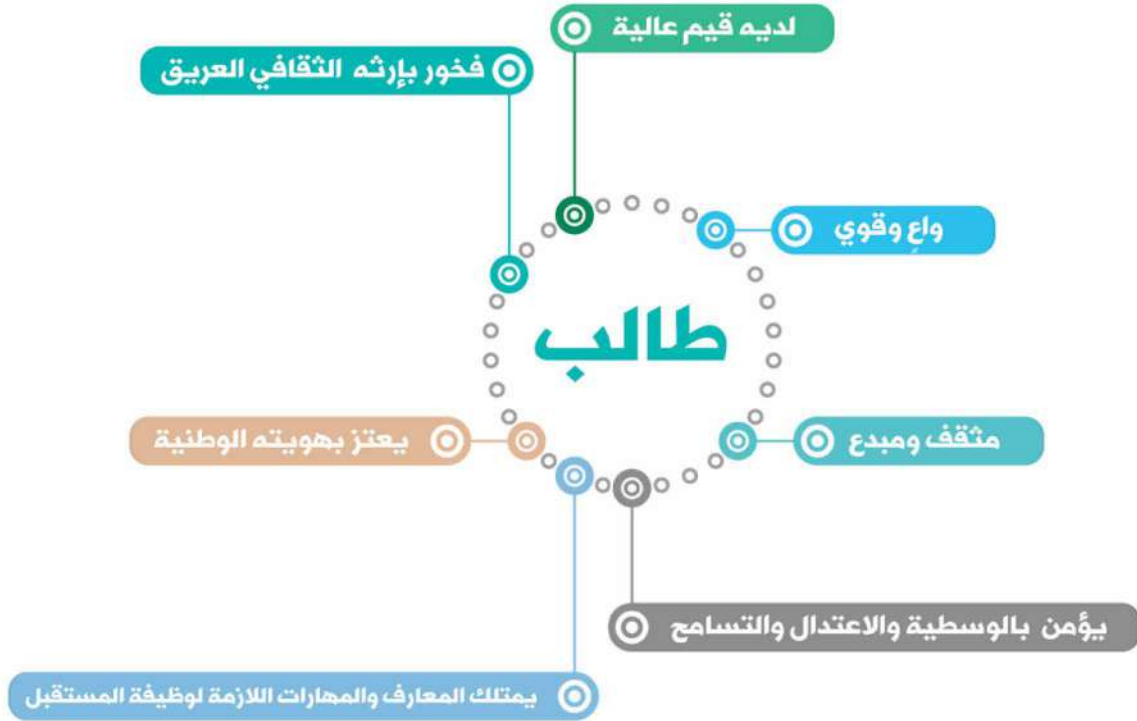 لديه قيم عالية
فخور بإرثه الثقافي العريق
واعٍ وقوي
طالب
مثقف ومبدع
يعتز بهويته الوطنية
يؤمن بالوسطية والاعتدال والتسامح
يمتلك المعارف والمهارات اللازمة لوظيفة المستقبل